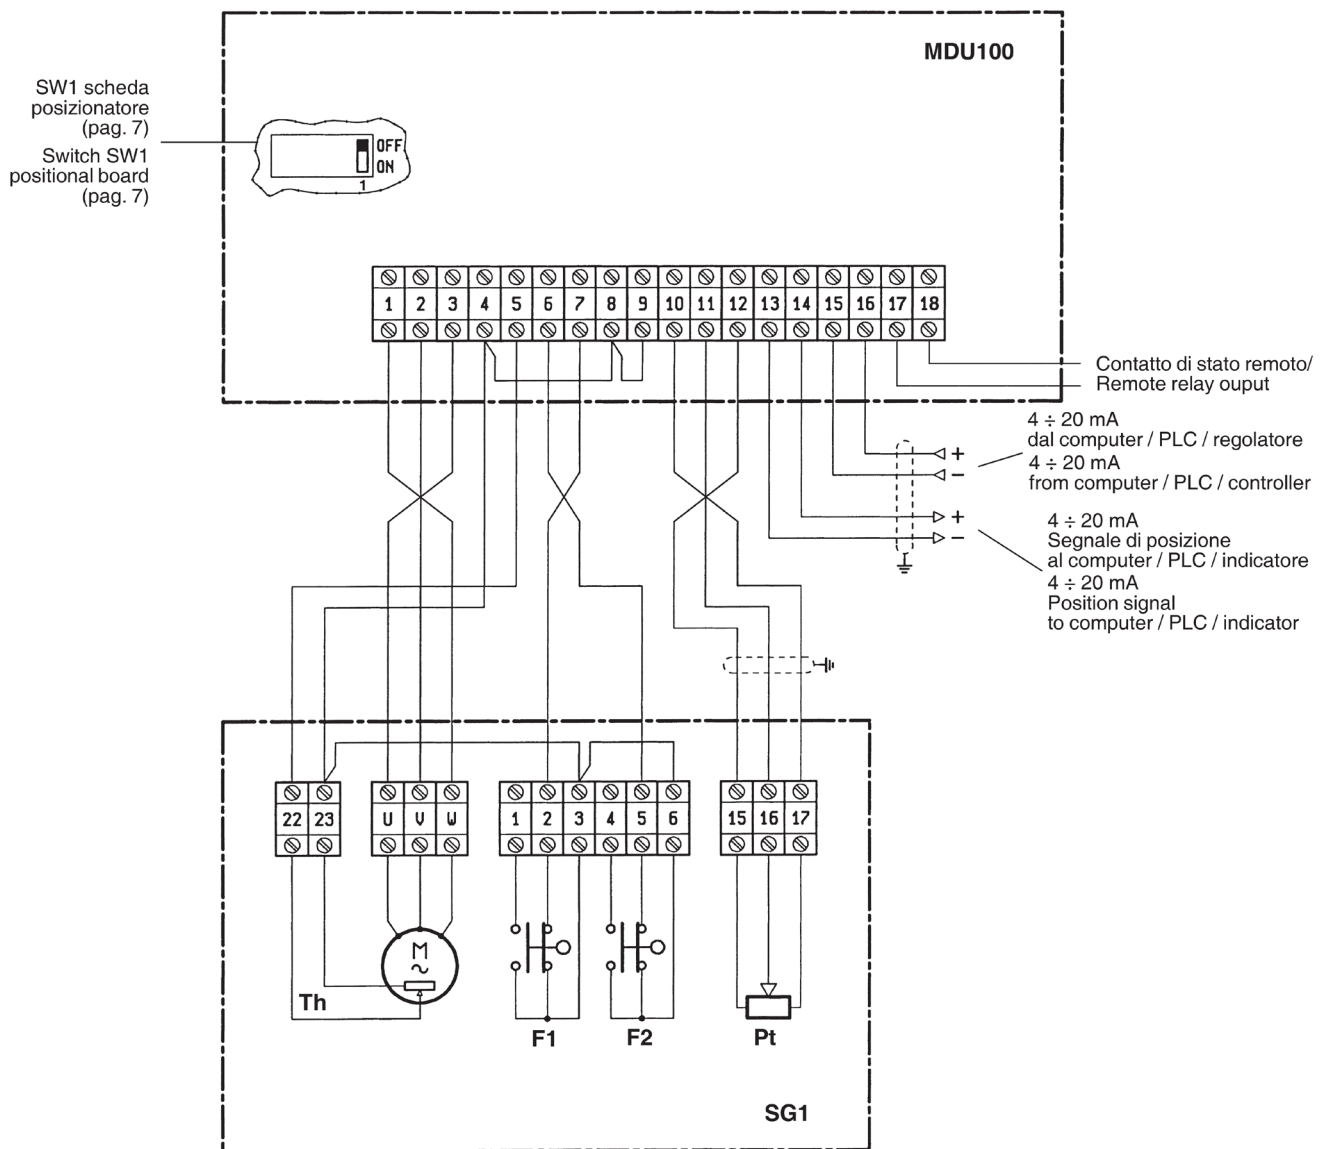 MDU100
SW1 scheda
posizionatore
(pag. 7)
Switch SW1
positional board
(pag. 7)
OFF
ON
1
1 2 3 4 5 6 7 8 9 10 11 12 13 14 15 16 17 18
Contatto di stato remoto/
Remote relay ouput
4 ÷ 20 mA
dal computer / PLC / regolatore
4 ÷ 20 mA
from computer / PLC / controller
+
−
+
−
4 ÷ 20 mA
Segnale di posizione
al computer / PLC / indicatore
4 ÷ 20 mA
Position signal
to computer / PLC / indicator
22 23 U V W 1 2 3 4 5 6 15 16 17
M
~
Th
F1
F2
Pt
SG1